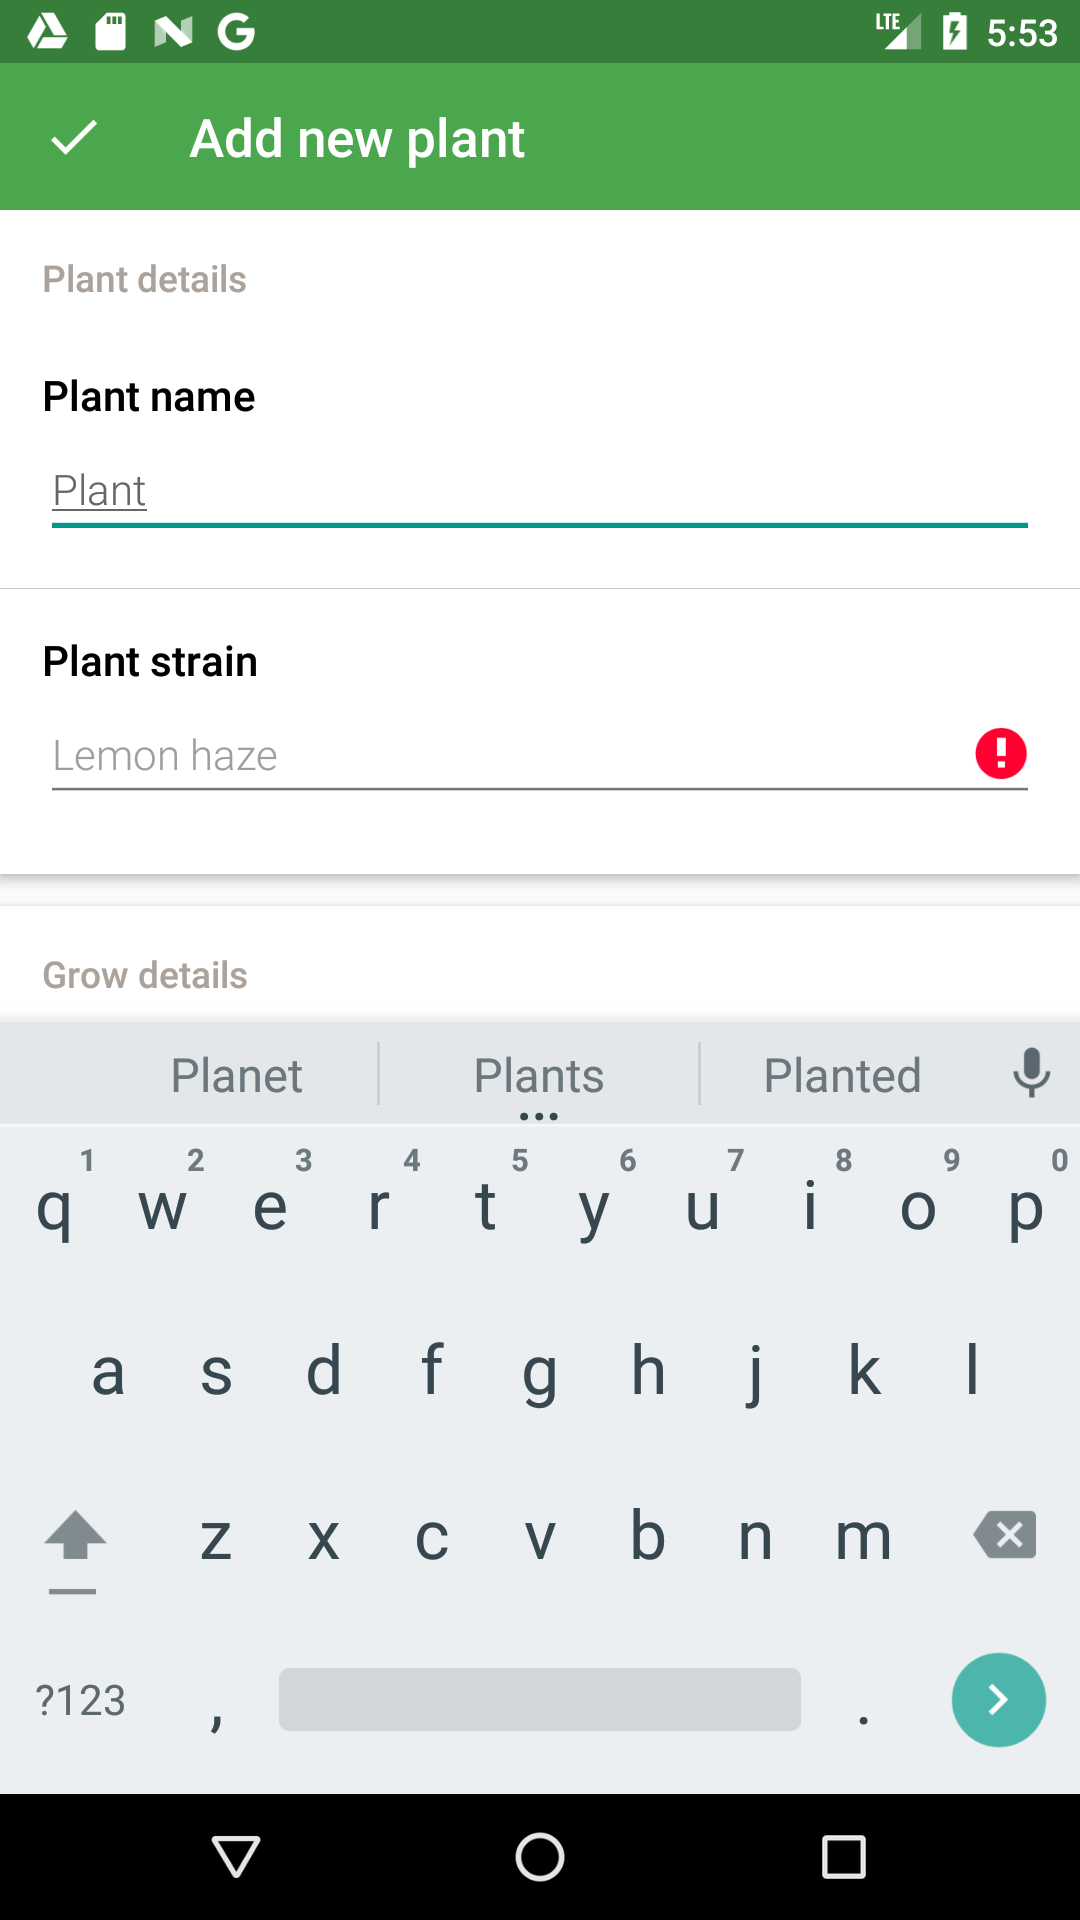 LTE 5:53
Add new plant
Plant details
Plant name
Plant
Plant strain
Lemon haze
Grow details
Planet Plants Planted
1 2 3 4 5 6 7 8 9 0
q w e r t y u i o p
a s d f g h j k l
z x c v b n m
?123 , .